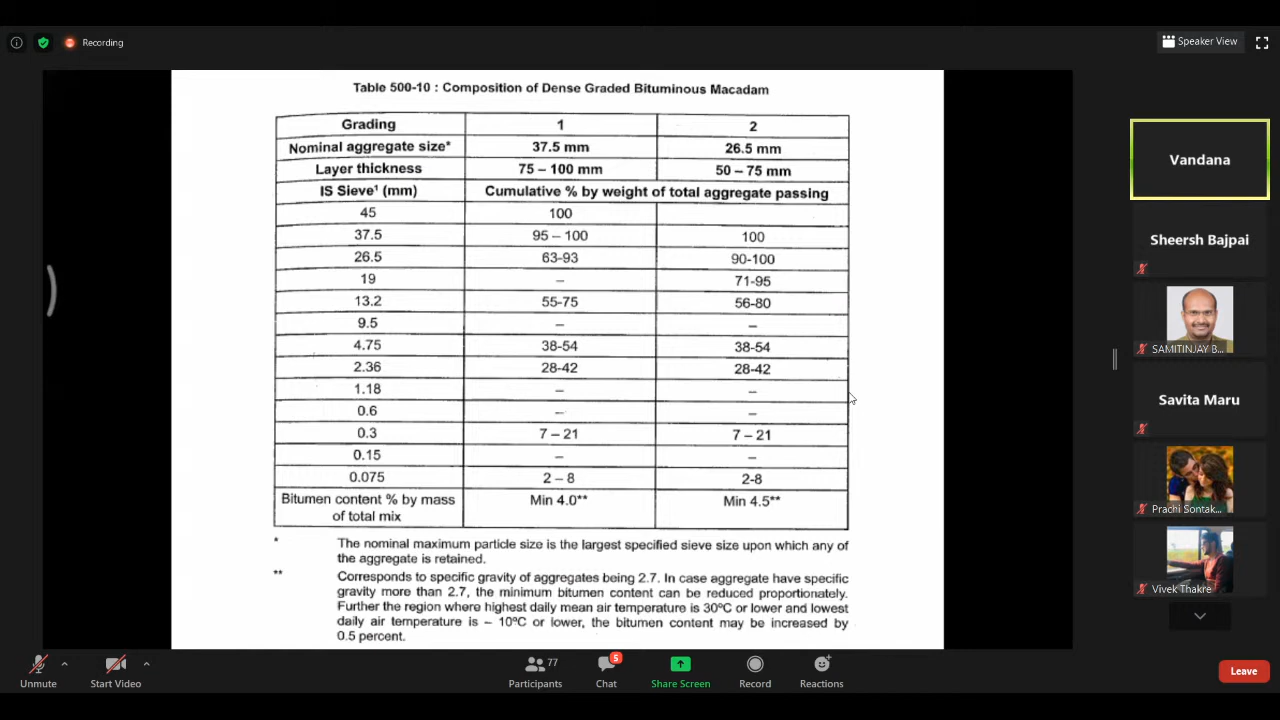 Recording
Speaker View
Table 500-10 : Composition of Dense Graded Bituminous Macadam
Grading 1 2
Nominal aggregate size* 37.5 mm 26.5 mm
Layer thickness 75 – 100 mm 50 – 75 mm
IS Sieve¹ (mm) Cumulative % by weight of total aggregate passing
45 100
37.5 95 – 100 100
26.5 63-93 90-100
19 – 71-95
13.2 55-75 56-80
9.5 – –
4.75 38-54 38-54
2.36 28-42 28-42
1.18 – –
0.6 – –
0.3 7 – 21 7 – 21
0.15 – –
0.075 2 – 8 2-8
Bitumen content % by mass Min 4.0** Min 4.5**
of total mix
* The nominal maximum particle size is the largest specified sieve size upon which any of
the aggregate is retained.
** Corresponds to specific gravity of aggregates being 2.7. In case aggregate have specific
gravity more than 2.7, the minimum bitumen content can be reduced proportionately.
Further the region where highest daily mean air temperature is 30°C or lower and lowest
daily air temperature is – 10°C or lower, the bitumen content may be increased by
0.5 percent.
Vandana
Sheersh Bajpai
SAMITINJAY B...
Savita Maru
Prachi Sontak...
Vivek Thakre
Unmute
Start Video
77
Participants
5
Chat
Share Screen
Record
Reactions
Leave